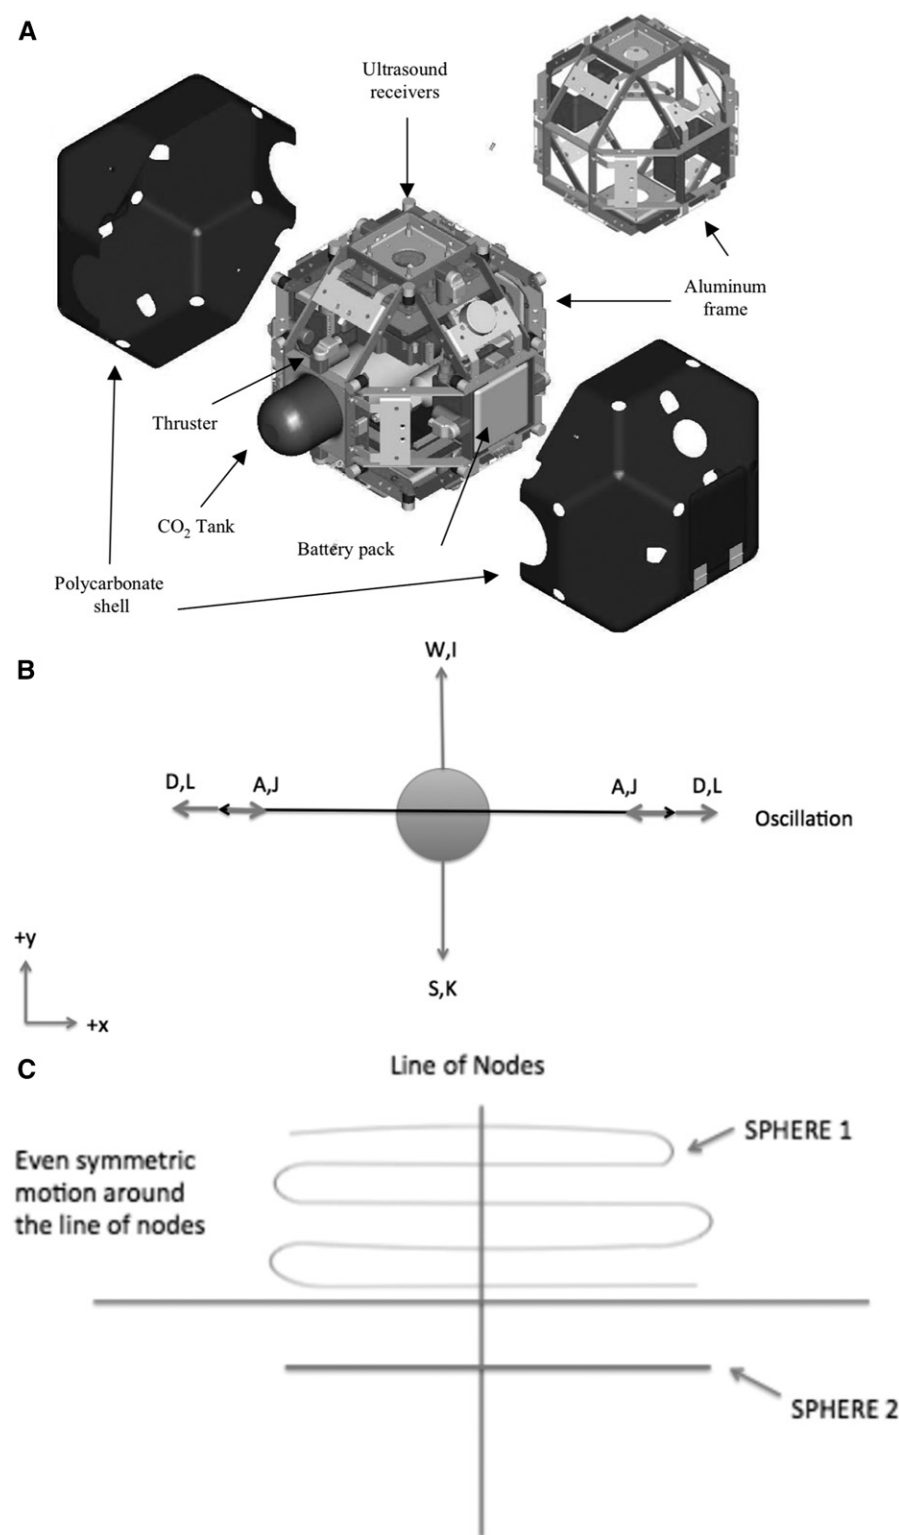 A
Ultrasound
receivers
Aluminum
frame
Thruster
CO₂ Tank
Battery pack
Polycarbonate
shell
B
W,I
D,L
A,J
A,J
D,L
Oscillation
+y
S,K
+x
C
Line of Nodes
SPHERE 1
Even symmetric
motion around
the line of nodes
SPHERE 2